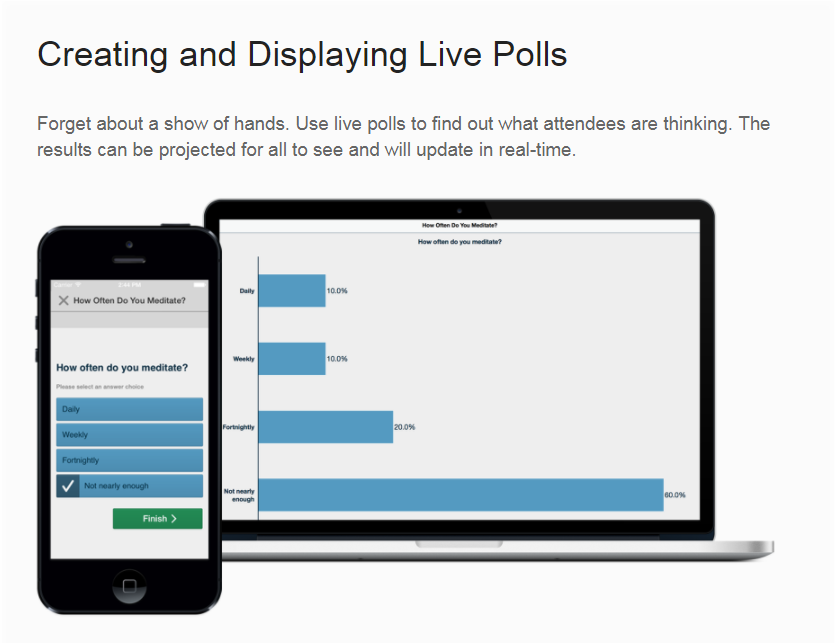 Creating and Displaying Live Polls
Forget about a show of hands. Use live polls to find out what attendees are thinking. The
results can be projected for all to see and will update in real-time.
Carrier 2:44 PM
How Often Do You Meditate?
How often do you meditate?
Please select an answer choice
Daily
Weekly
Fortnightly
Not nearly enough
Finish
How Often Do You Meditate?
How often do you meditate?
Daily 10.0%
Weekly 10.0%
Fortnightly 20.0%
Not nearly
enough 60.0%